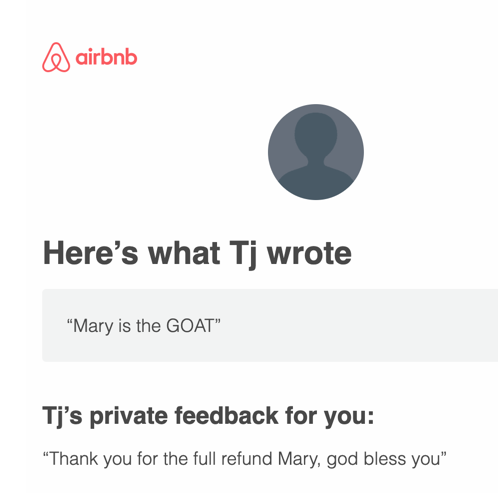 airbnb
Here’s what Tj wrote
“Mary is the GOAT”
Tj’s private feedback for you:
“Thank you for the full refund Mary, god bless you”